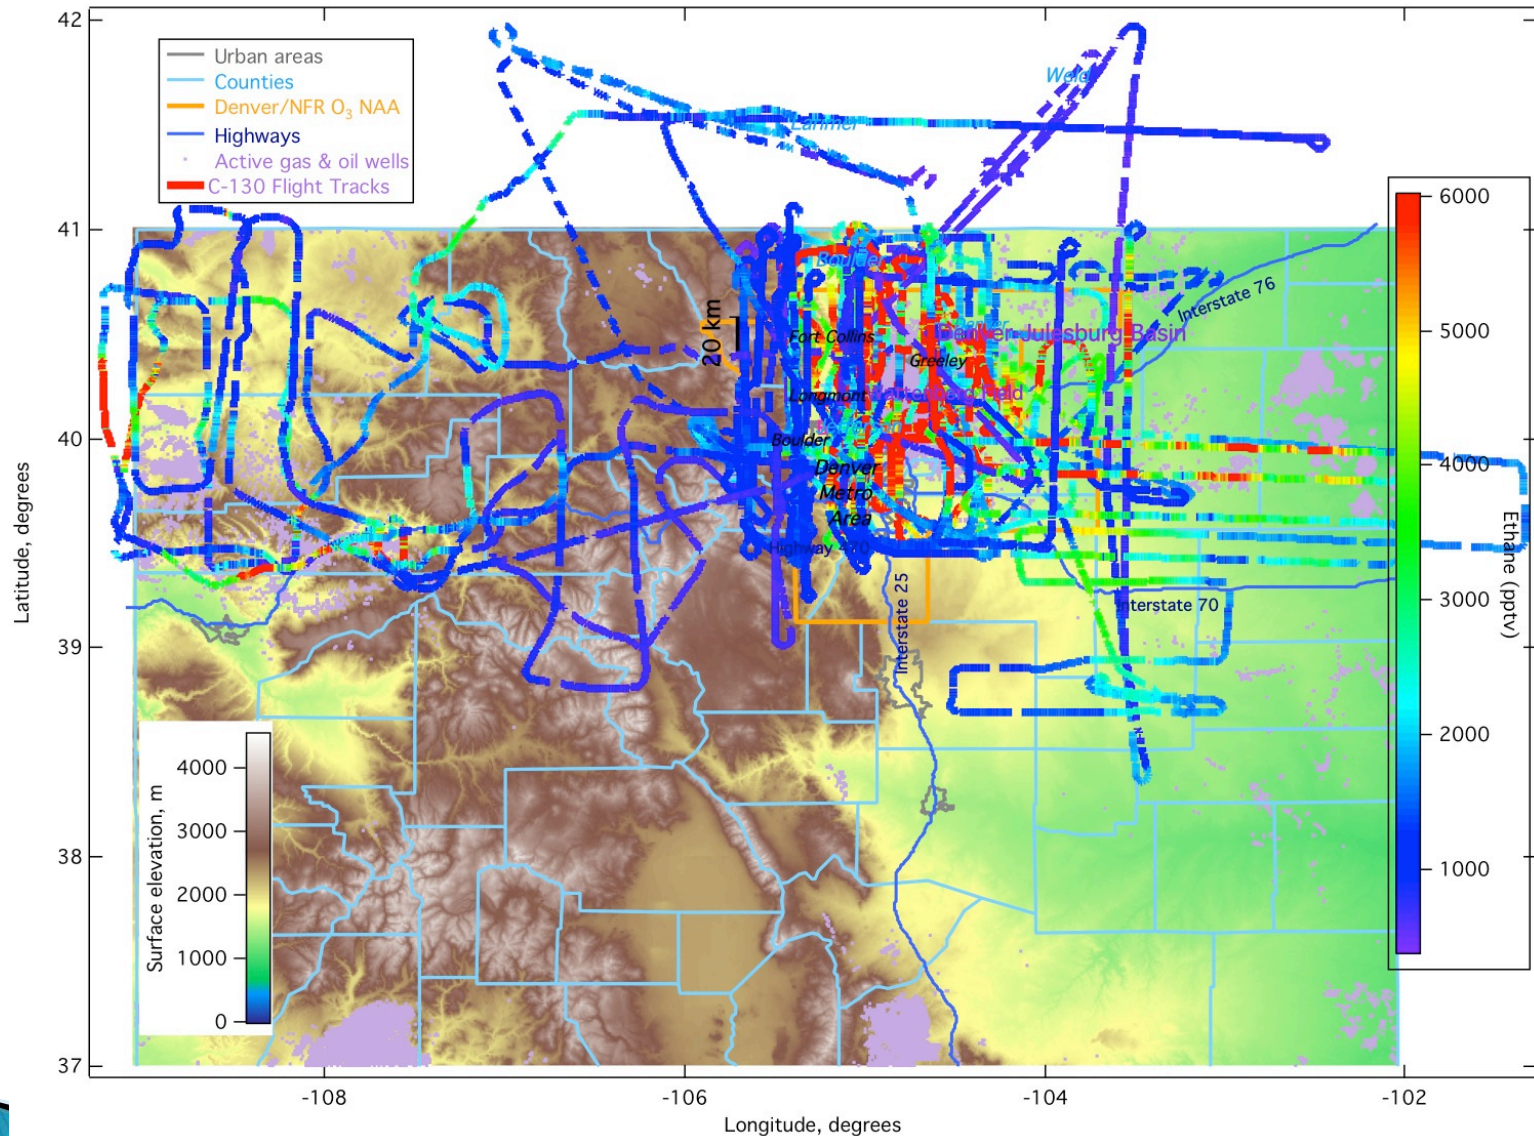 42
41
40
39
38
37
Latitude, degrees
Urban areas
Counties
Denver/NFR O3 NAA
Highways
Active gas & oil wells
C-130 Flight Tracks
Weld
Larimer
Boulder
20 km
Fort Collins
Denver-Julesburg Basin
Greeley
Longmont
Boulder
Denver
Metro
Area
Highway 470
Interstate 25
Interstate 76
Interstate 70
Surface elevation, m
4000
3000
2000
1000
0
6000
5000
4000
3000
2000
1000
Ethane (pptv)
-108
-106
-104
-102
Longitude, degrees